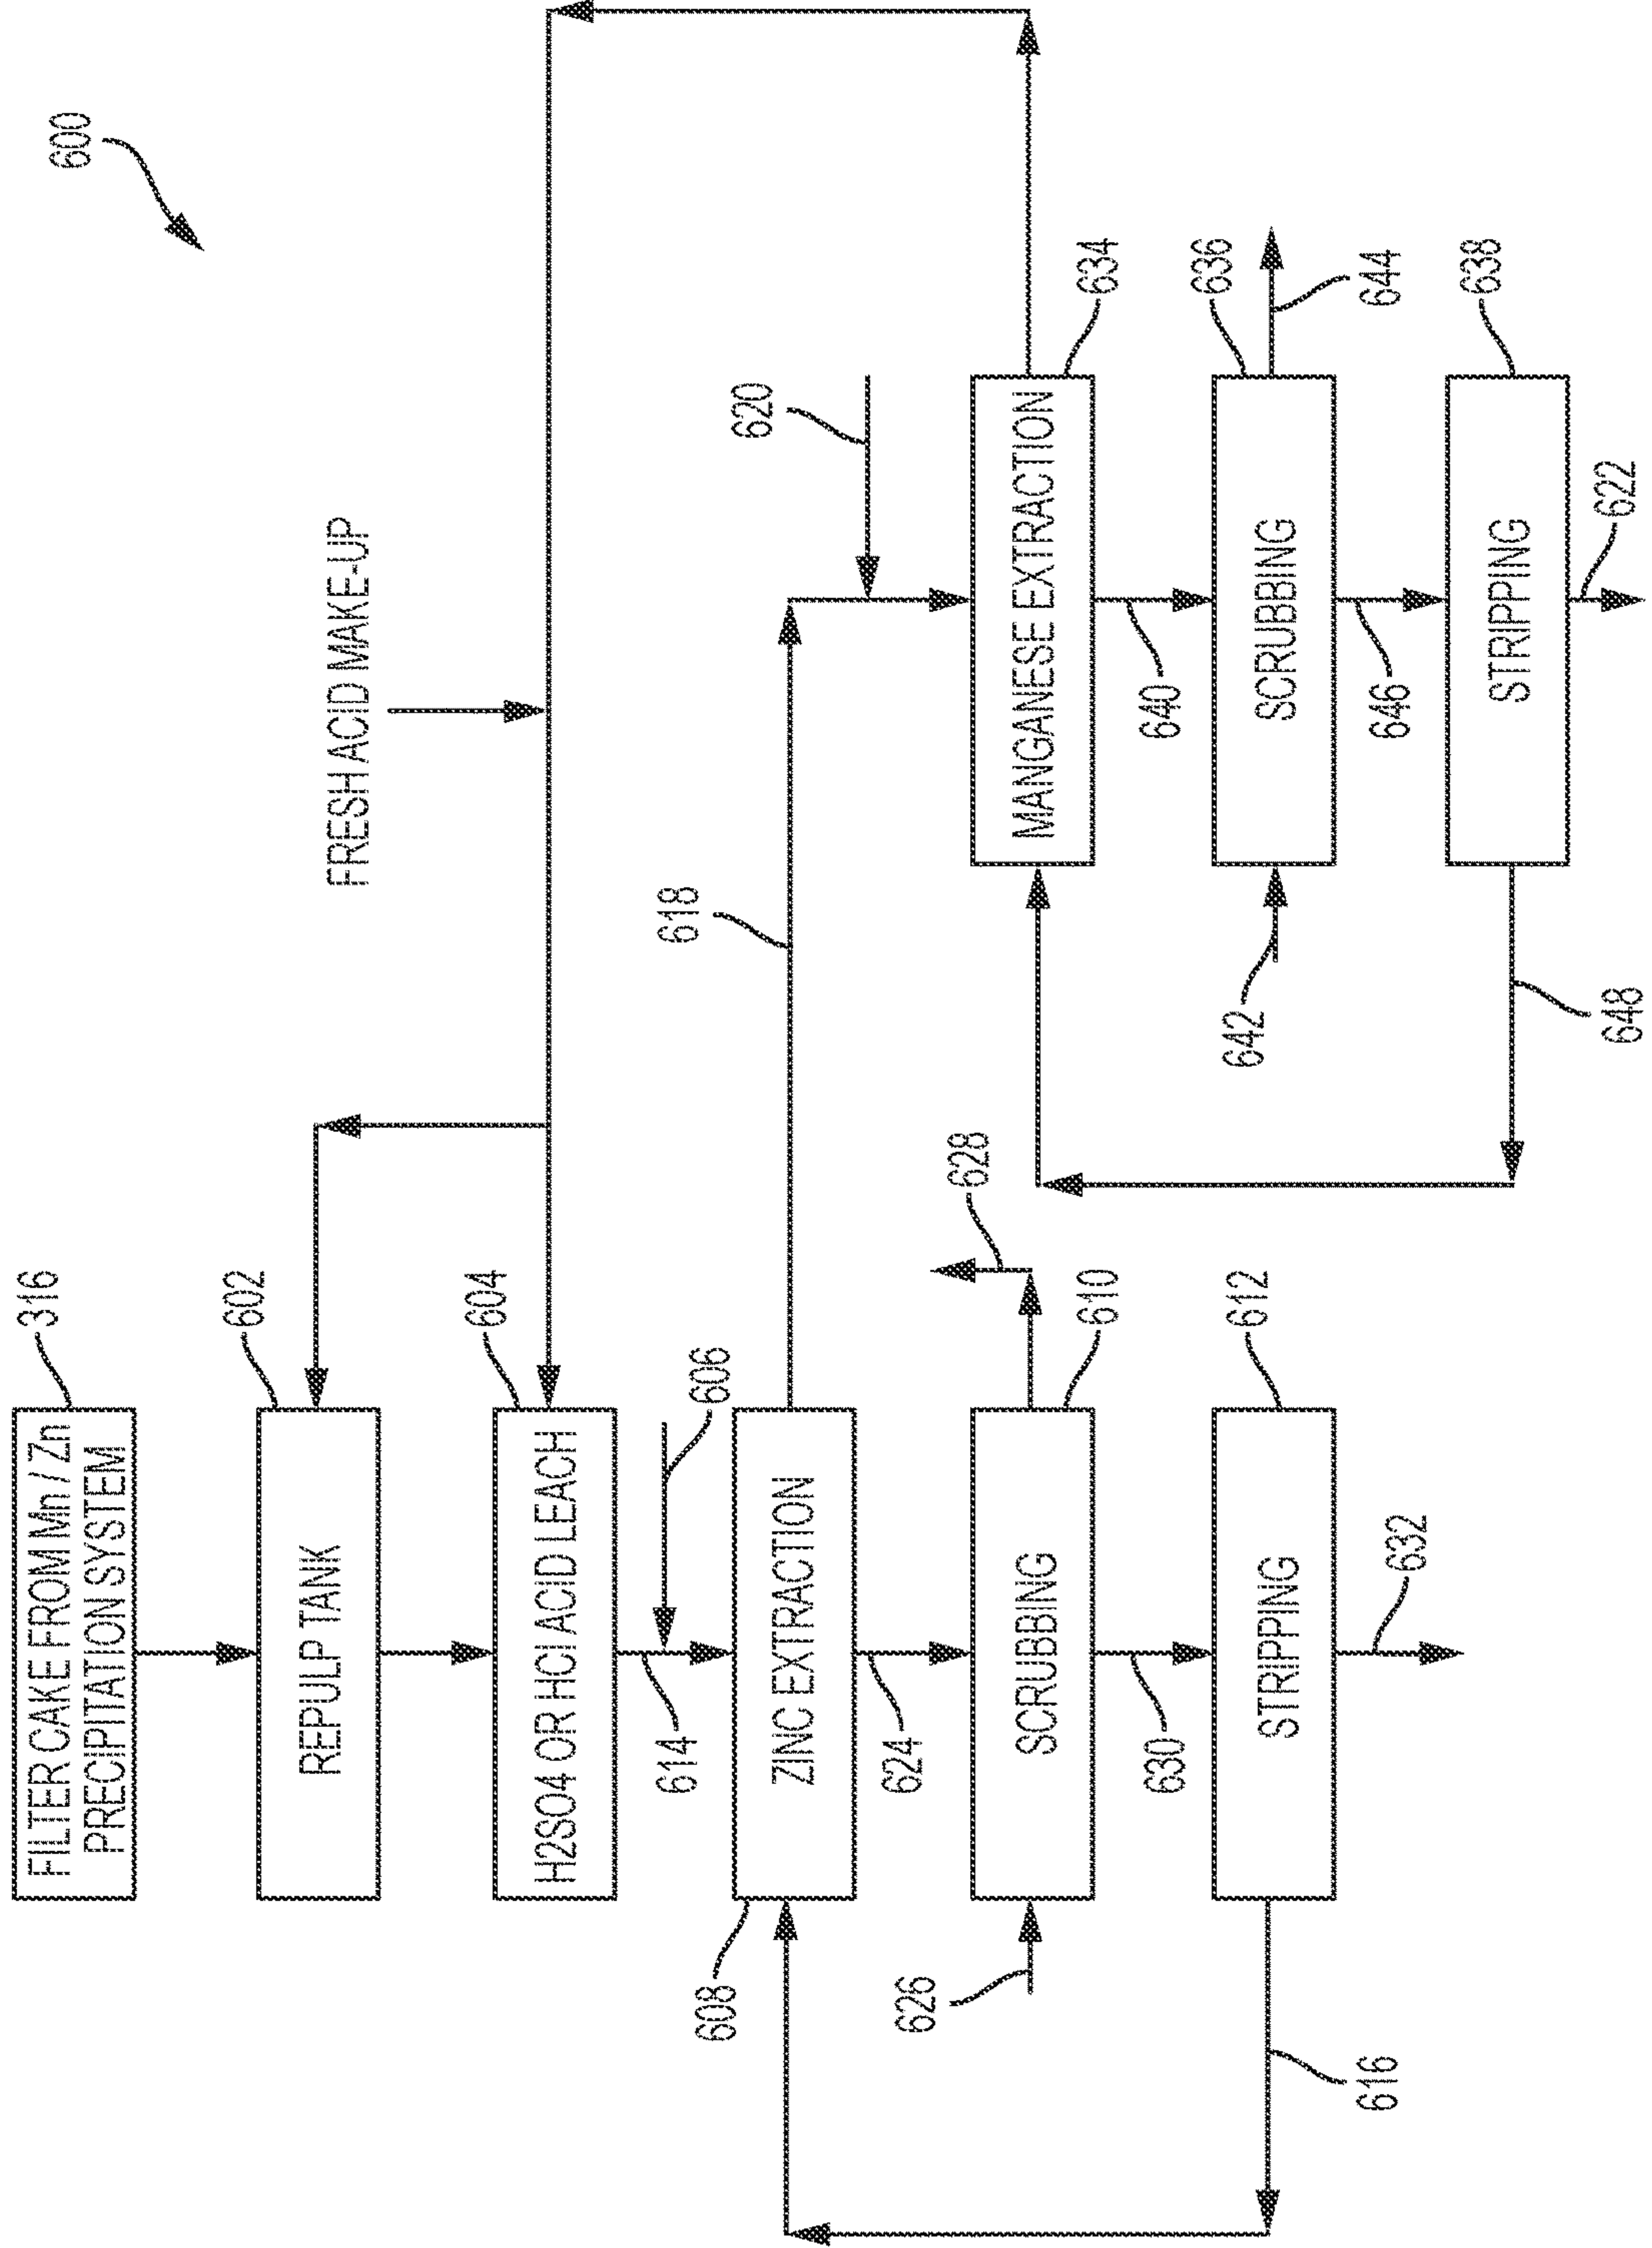 316
FILTER CAKE FROM Mn / Zn
PRECIPITATION SYSTEM
600
602
REPULP TANK
FRESH ACID MAKE-UP
604
H2SO4 OR HCl ACID LEACH
614
606
618
620
608
ZINC EXTRACTION
624
628
626
SCRUBBING
610
MANGANESE EXTRACTION
634
630
640
612
STRIPPING
642
SCRUBBING
636
616
632
646
644
STRIPPING
638
648
622